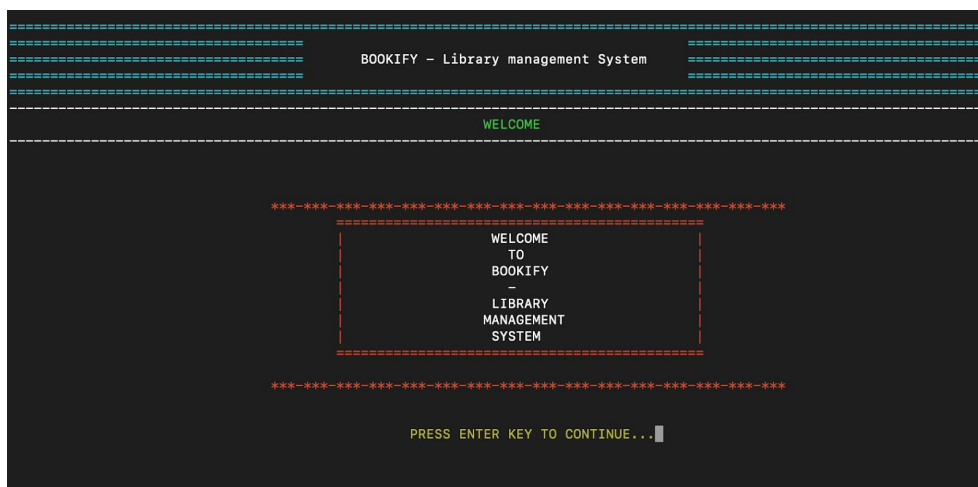 BOOKIFY – Library management System
WELCOME
***-***-***-***-***-***-***-***-***-***-***-***-***-***-***-***
WELCOME
TO
BOOKIFY
–
LIBRARY
MANAGEMENT
SYSTEM
***-***-***-***-***-***-***-***-***-***-***-***-***-***-***-***
PRESS ENTER KEY TO CONTINUE...